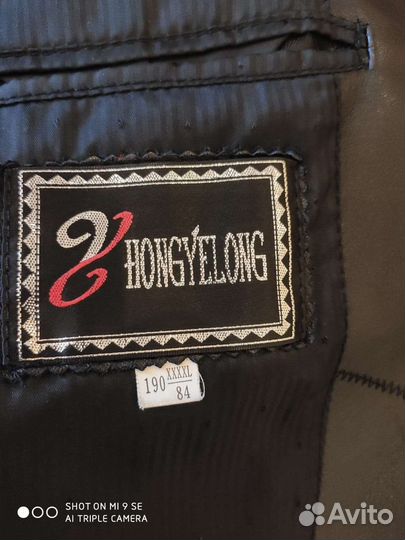 HONGYELONG
190 XXXXL
84
SHOT ON MI 9 SE
AI TRIPLE CAMERA
Avito